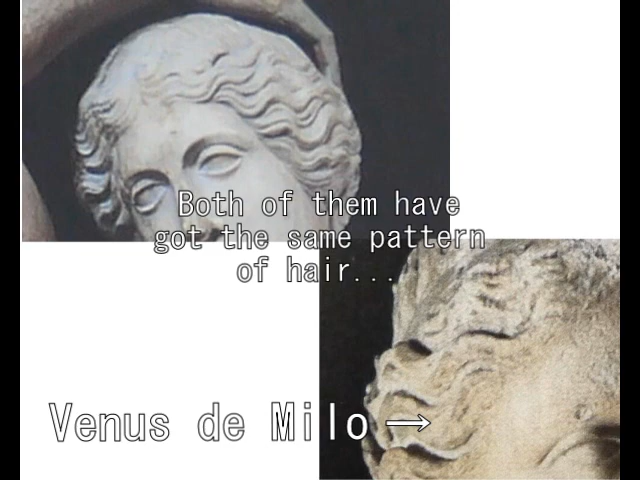 Both of them have
got the same pattern
of hair...
Venus de Milo→